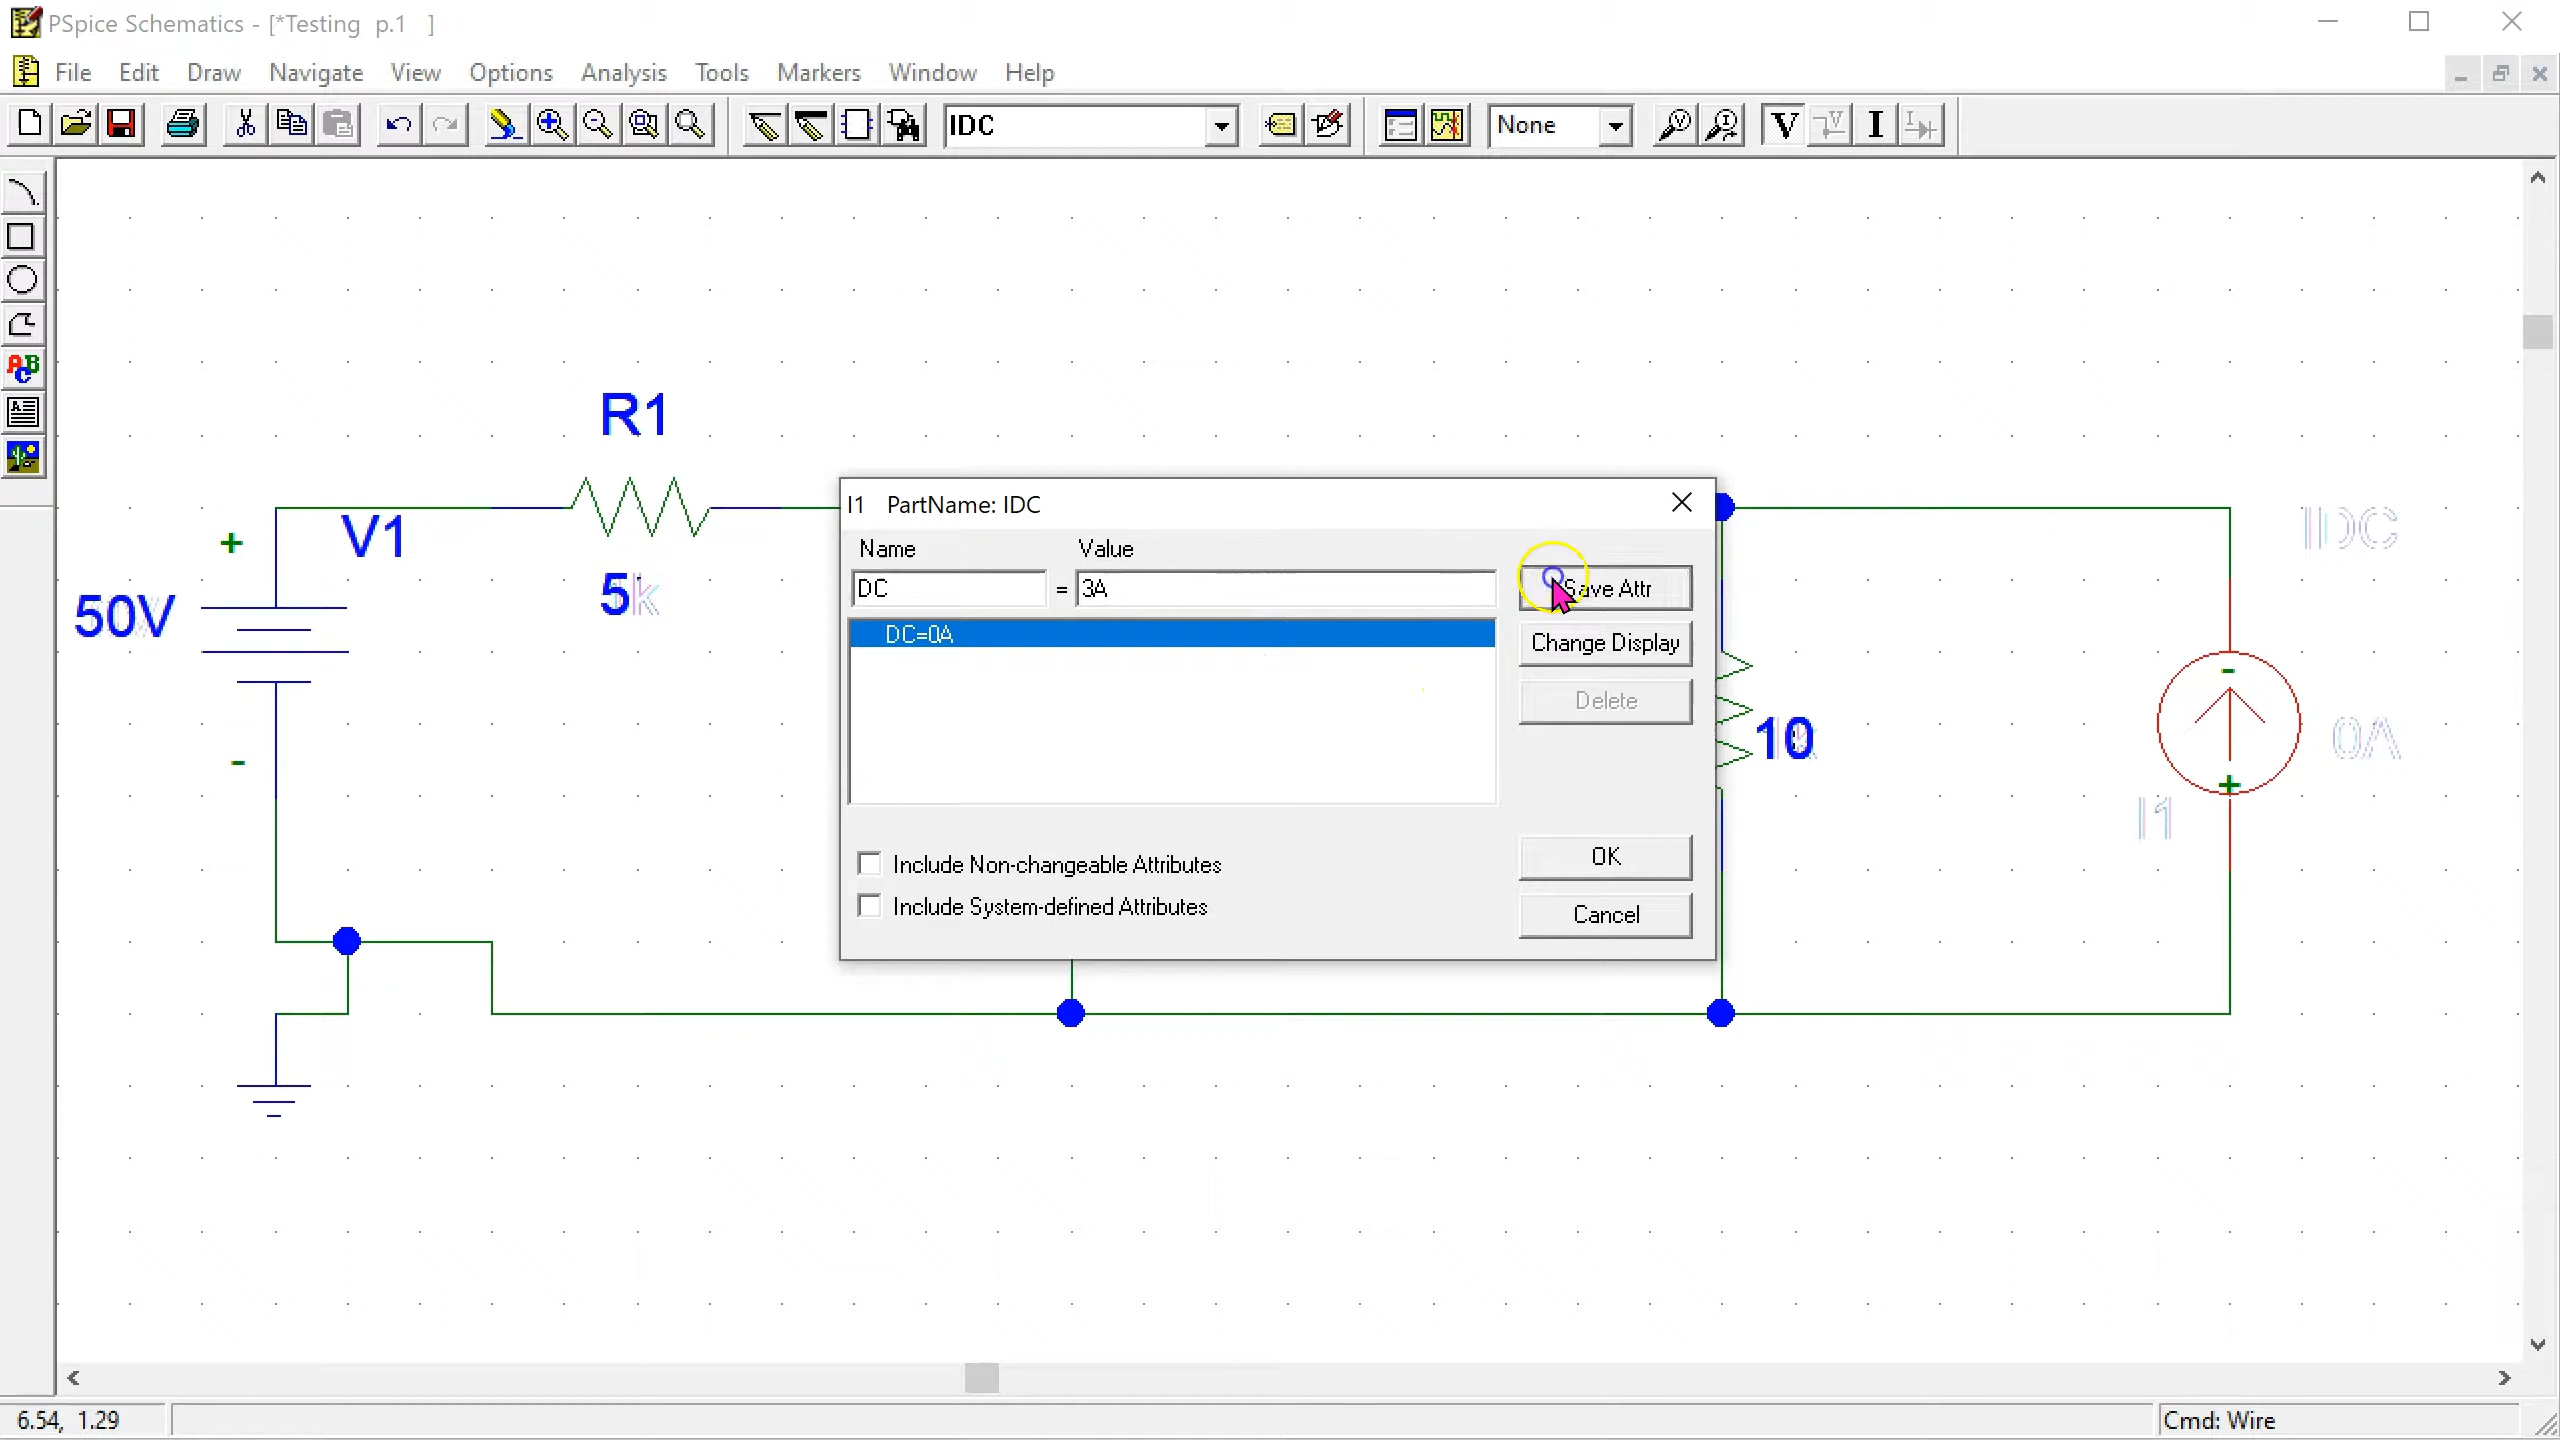 PSpice Schematics - [*Testing p.1 ]
File Edit Draw Navigate View Options Analysis Tools Markers Window Help
IDC
None
V
V
I
I
ABC
A
R1
I1 PartName: IDC
IDC
+
V1
Name Value
DC = 3A
Save Attr
50V
5k
DC=0A
Change Display
-
Delete
10
0A
+
-
I1
OK
Include Non-changeable Attributes
Include System-defined Attributes
Cancel
6.54, 1.29
Cmd: Wire